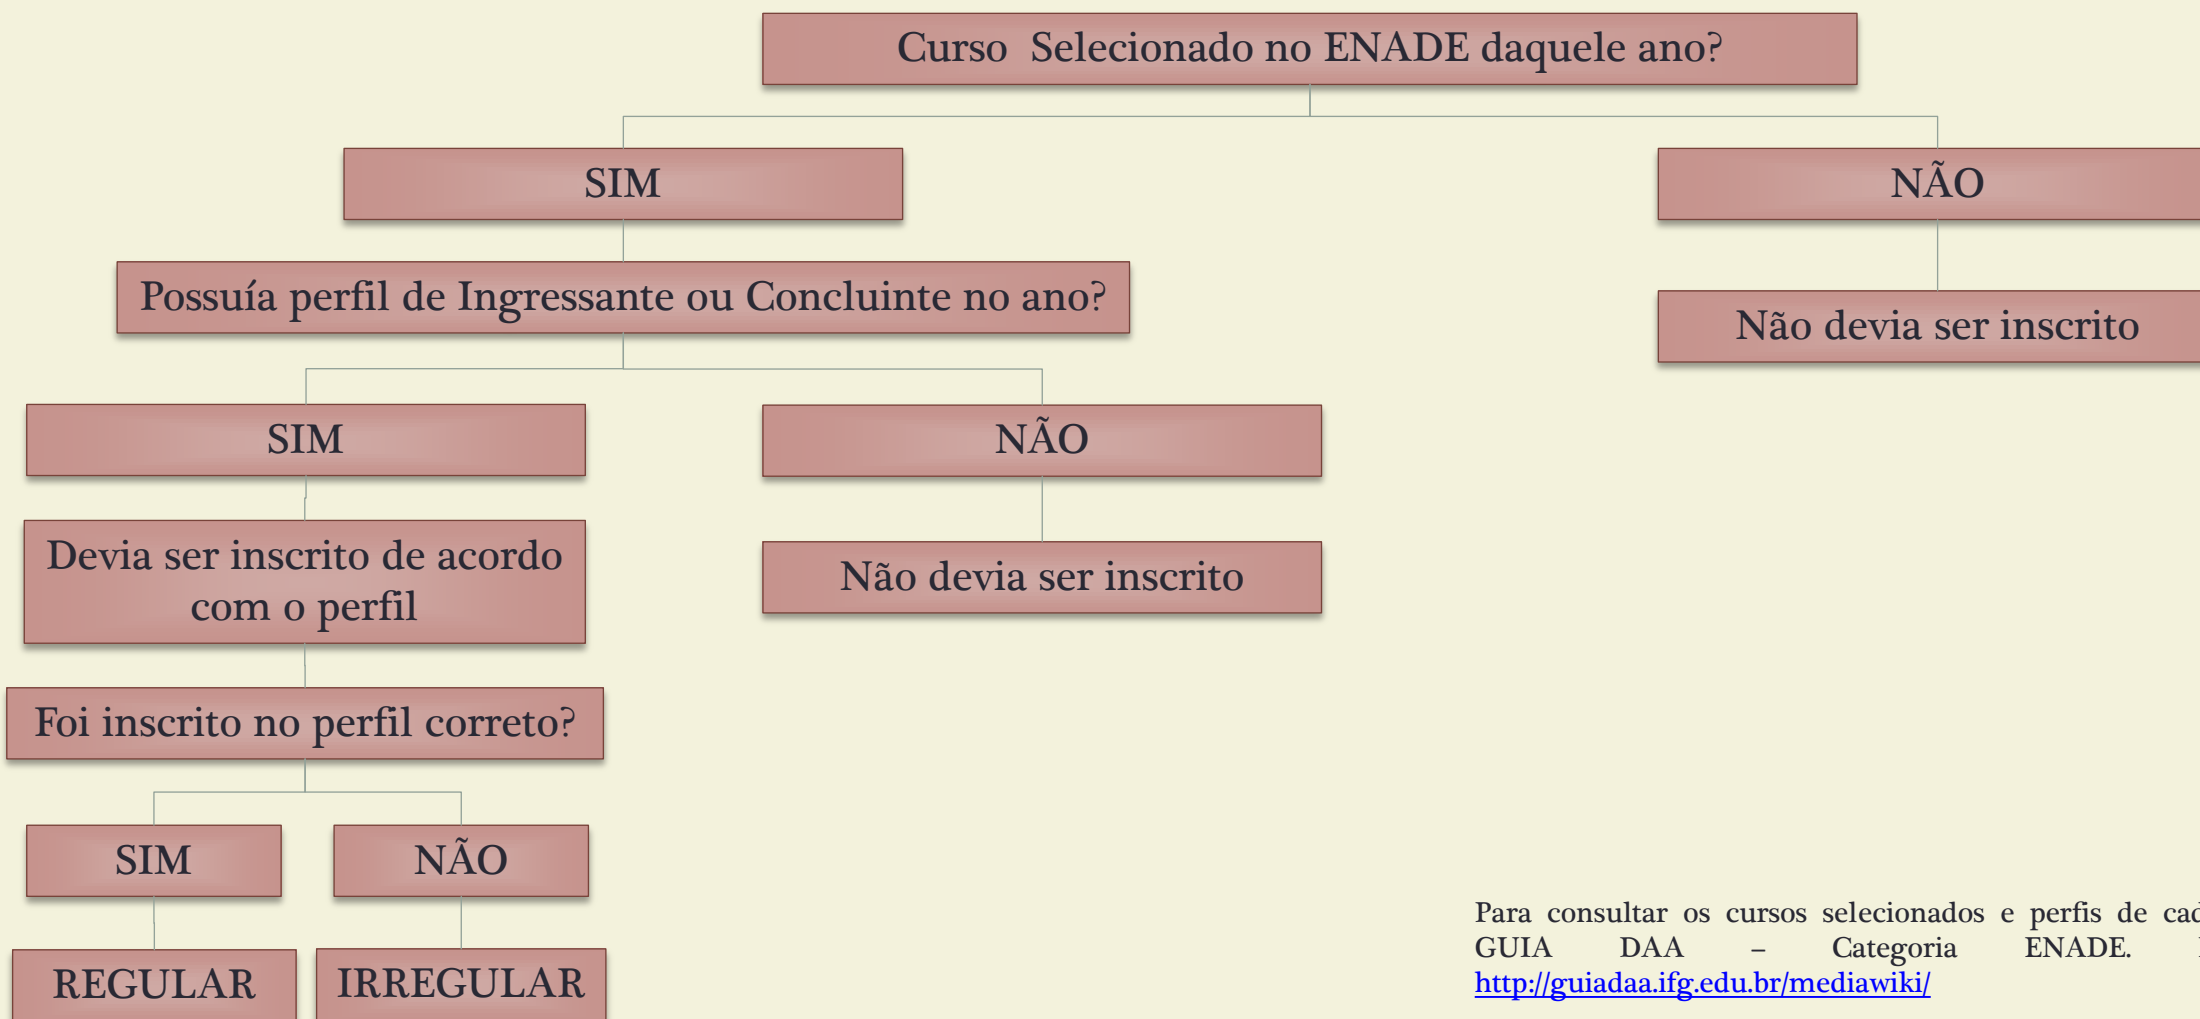 Curso Selecionado no ENADE daquele ano?
SIM
NÃO
Possuía perfil de Ingressante ou Concluinte no ano?
Não devia ser inscrito
SIM
NÃO
Devia ser inscrito de acordo
com o perfil
Não devia ser inscrito
Foi inscrito no perfil correto?
SIM
NÃO
REGULAR
IRREGULAR
Para consultar os cursos selecionados e perfis de
GUIA DAA – Categoria ENADE.
http://guiadaa.ifg.edu.br/mediawiki/